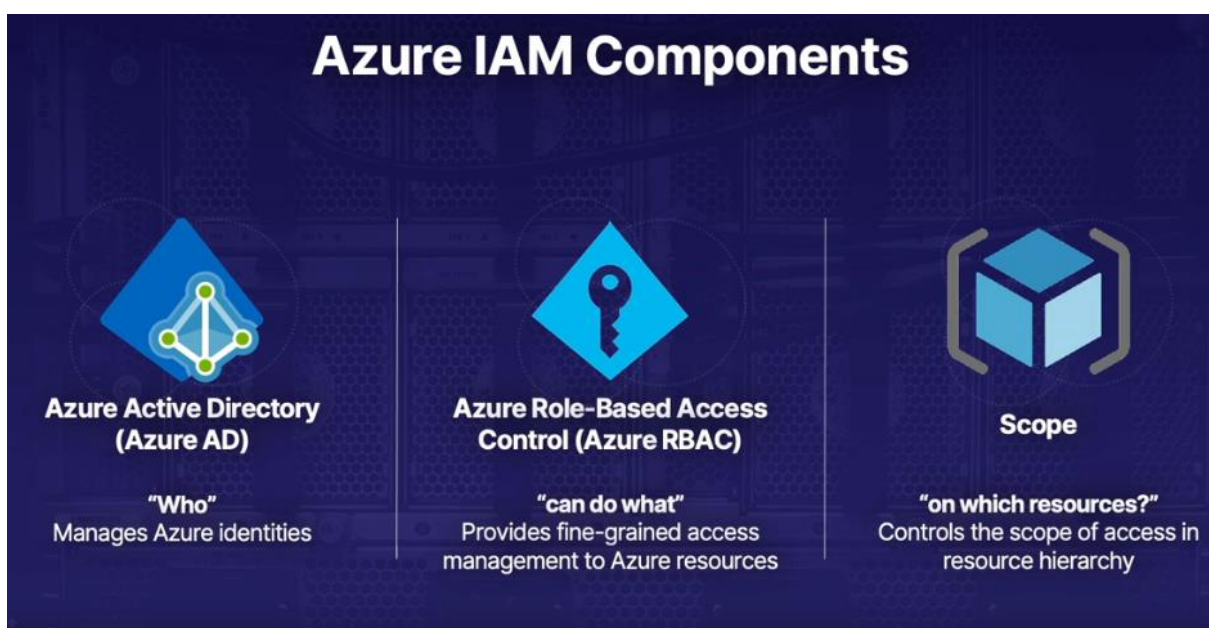 Azure IAM Components
Azure Active Directory
(Azure AD)
“Who”
Manages Azure identities
Azure Role-Based Access
Control (Azure RBAC)
“can do what”
Provides fine-grained access
management to Azure resources
Scope
“on which resources?”
Controls the scope of access in
resource hierarchy